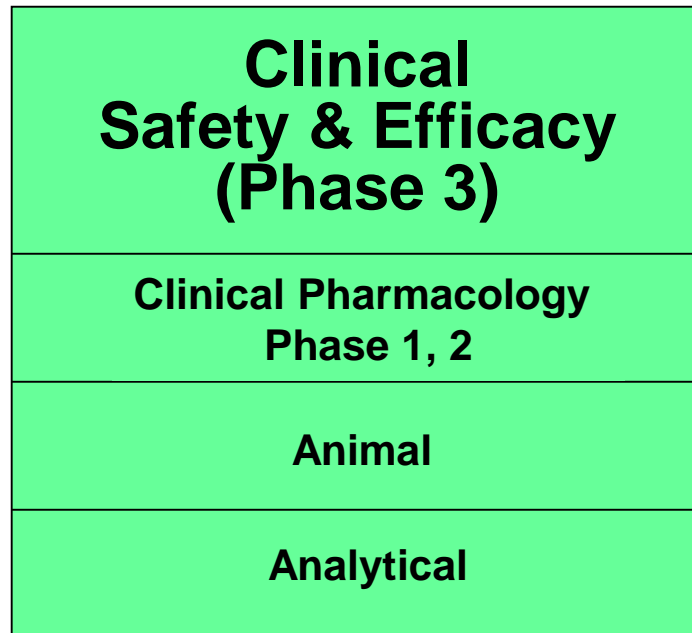 Clinical
Safety & Efficacy
(Phase 3)
Clinical Pharmacology
Phase 1, 2
Animal
Analytical